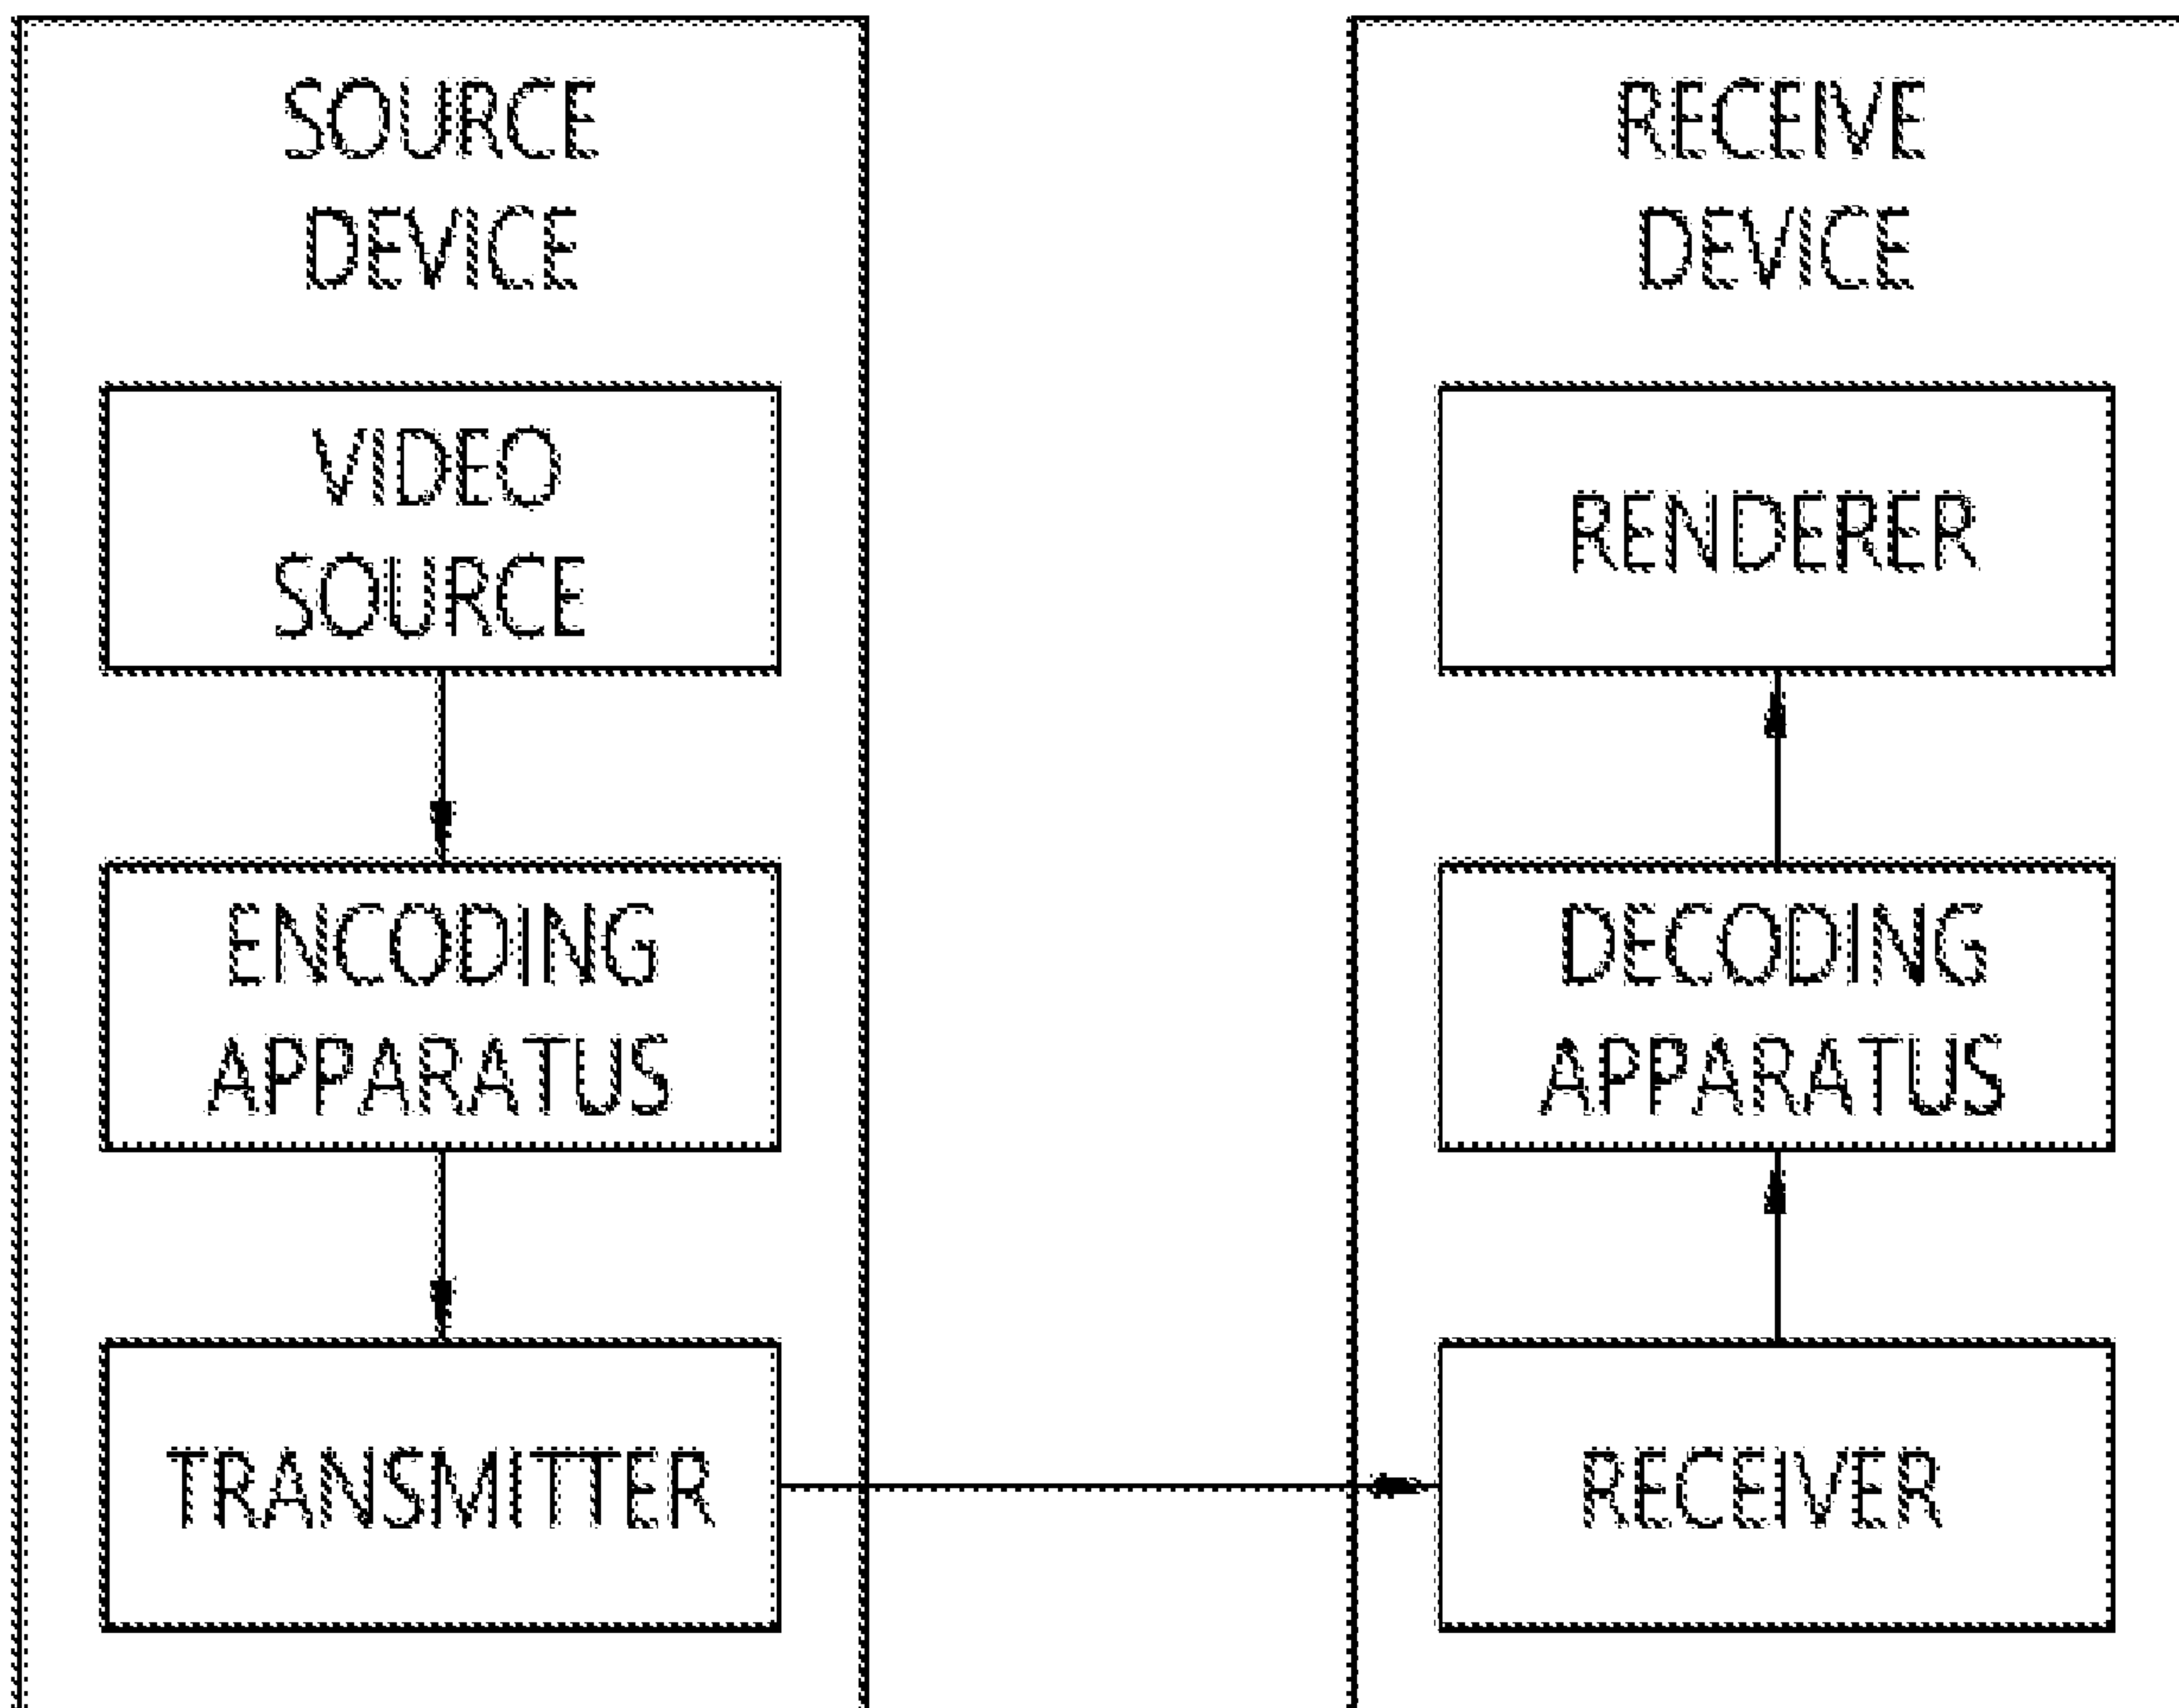 SOURCE
DEVICE
VIDEO
SOURCE
ENCODING
APPARATUS
TRANSMITTER
RECEIVE
DEVICE
RENDERER
DECODING
APPARATUS
RECEIVER